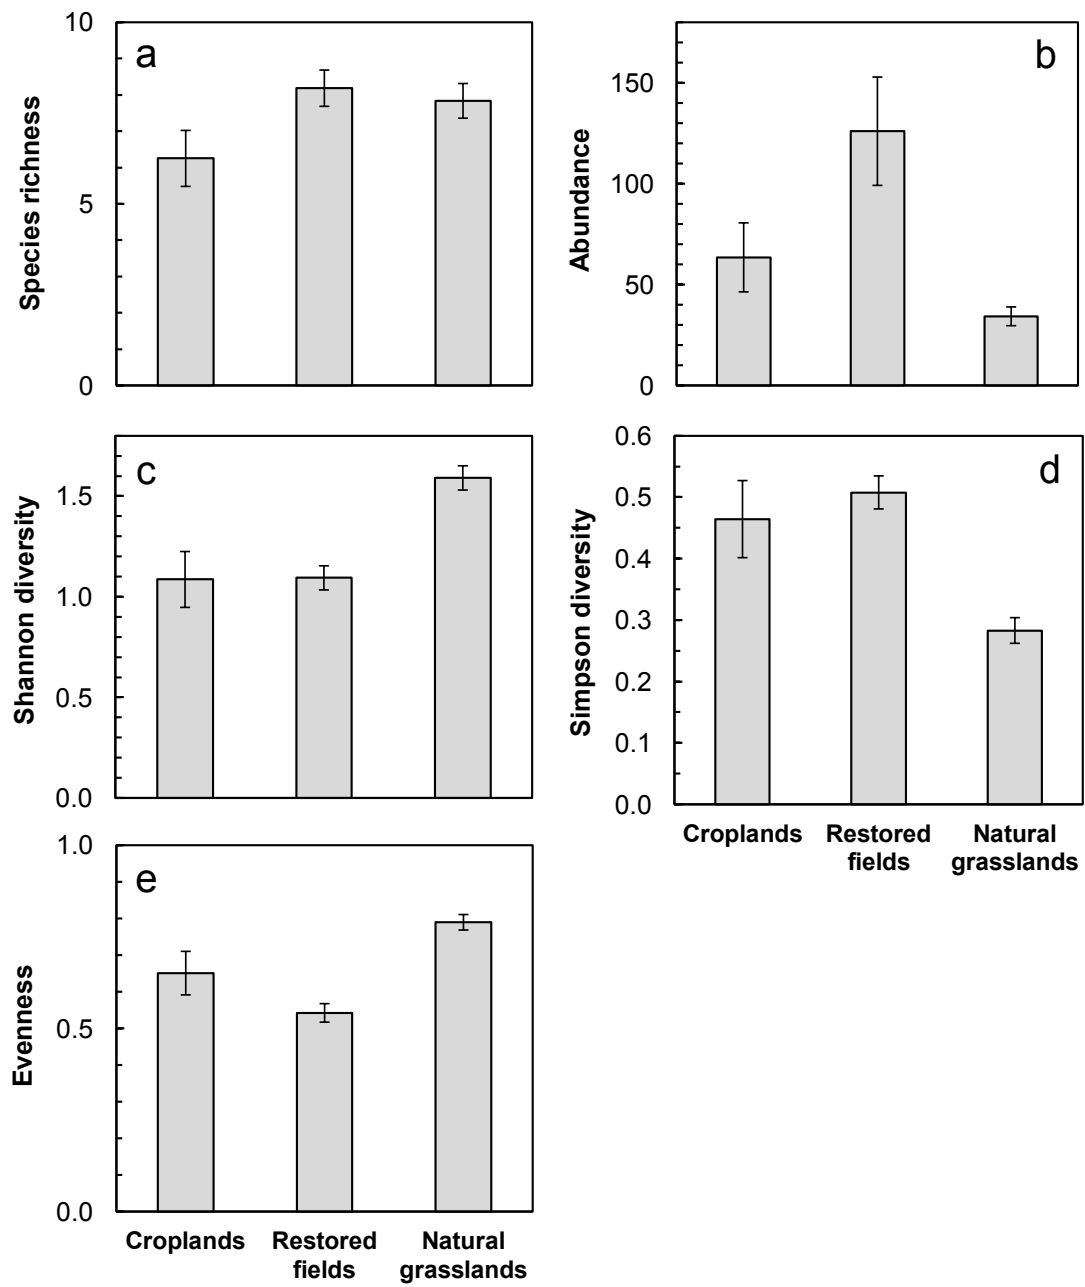 a
Species richness
10
5
0
b
Abundance
150
100
50
0
c
Shannon diversity
1.5
1.0
0.5
0.0
d
Simpson diversity
0.6
0.5
0.4
0.3
0.2
0.1
0.0
Croplands
Restored
fields
Natural
grasslands
e
Evenness
1.0
0.5
0.0
Croplands
Restored
fields
Natural
grasslands